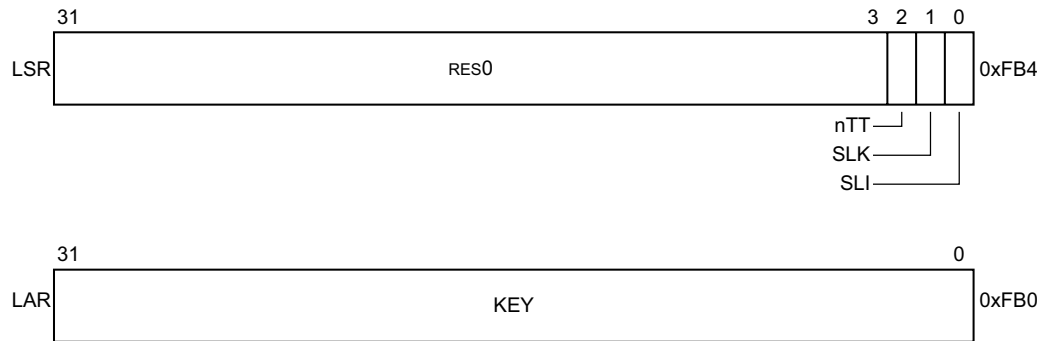 31 3 2 1 0
LSR RES0 0xFB4
nTT
SLK
SLI
31 0
LAR KEY 0xFB0